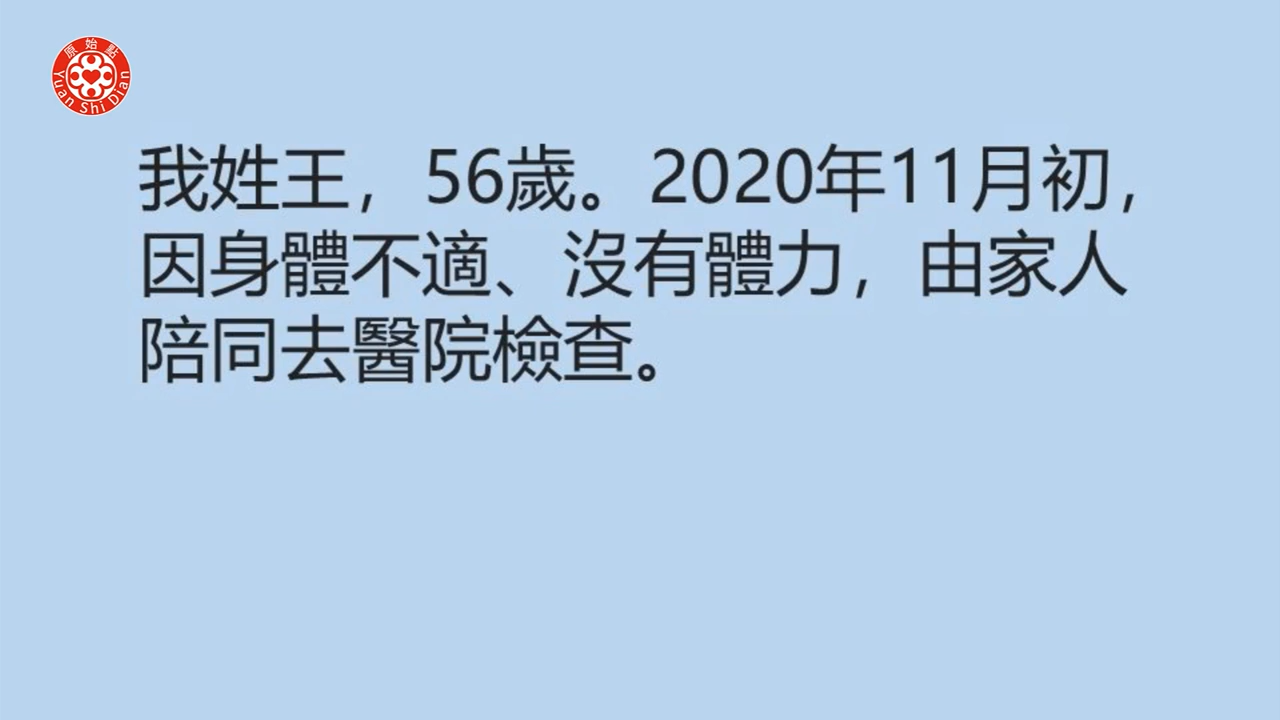 原始點
Yuan Shi Dian
我姓王，56歲。2020年11月初，
因身體不適、沒有體力，由家人
陪同去醫院檢查。